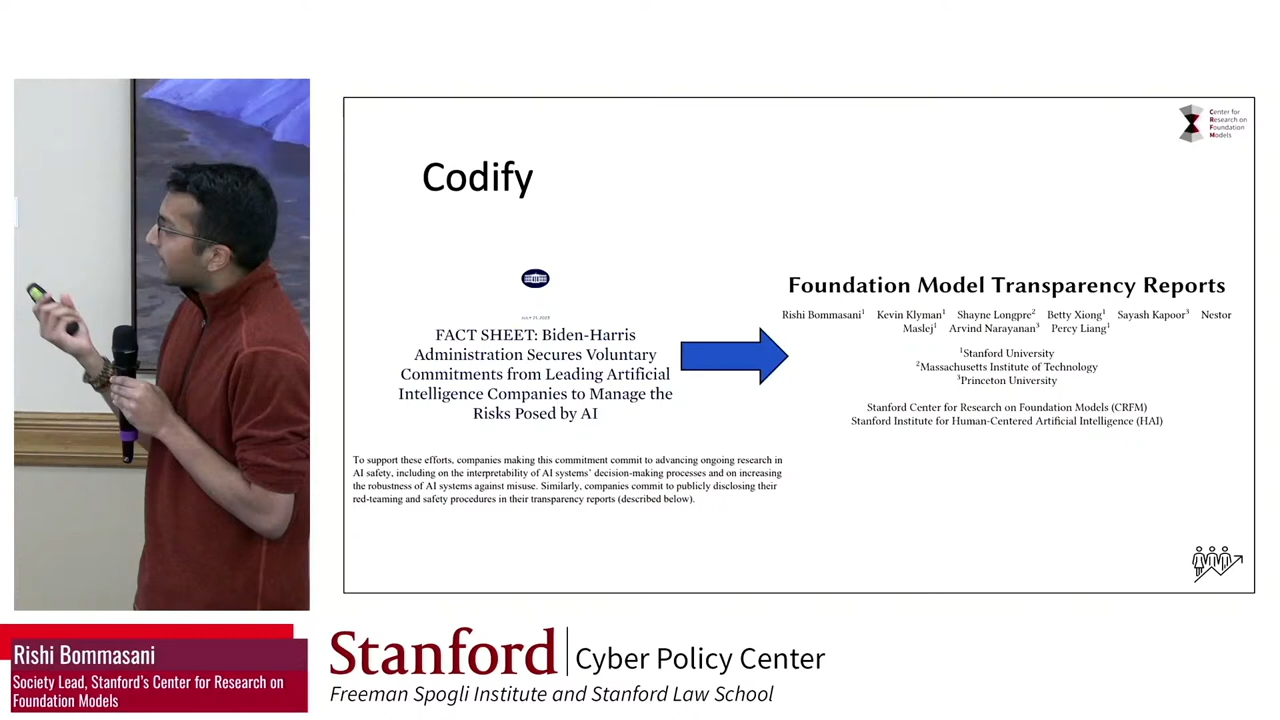 Center for
Research on
Foundation
Models
Codify
JULY 21, 2023
FACT SHEET: Biden-Harris
Administration Secures Voluntary
Commitments from Leading Artificial
Intelligence Companies to Manage the
Risks Posed by AI
To support these efforts, companies making this commitment commit to advancing ongoing research in
AI safety, including on the interpretability of AI systems' decision-making processes and on increasing
the robustness of AI systems against misuse. Similarly, companies commit to publicly disclosing their
red-teaming and safety procedures in their transparency reports (described below).
Foundation Model Transparency Reports
Rishi Bommasani¹ Kevin Klyman¹ Shayne Longpre² Betty Xiong¹ Sayash Kapoor³ Nestor
Maslej¹ Arvind Narayanan³ Percy Liang¹
¹Stanford University
²Massachusetts Institute of Technology
³Princeton University
Stanford Center for Research on Foundation Models (CRFM)
Stanford Institute for Human-Centered Artificial Intelligence (HAI)
Rishi Bommasani
Society Lead, Stanford's Center for Research on
Foundation Models
Stanford | Cyber Policy Center
Freeman Spogli Institute and Stanford Law School